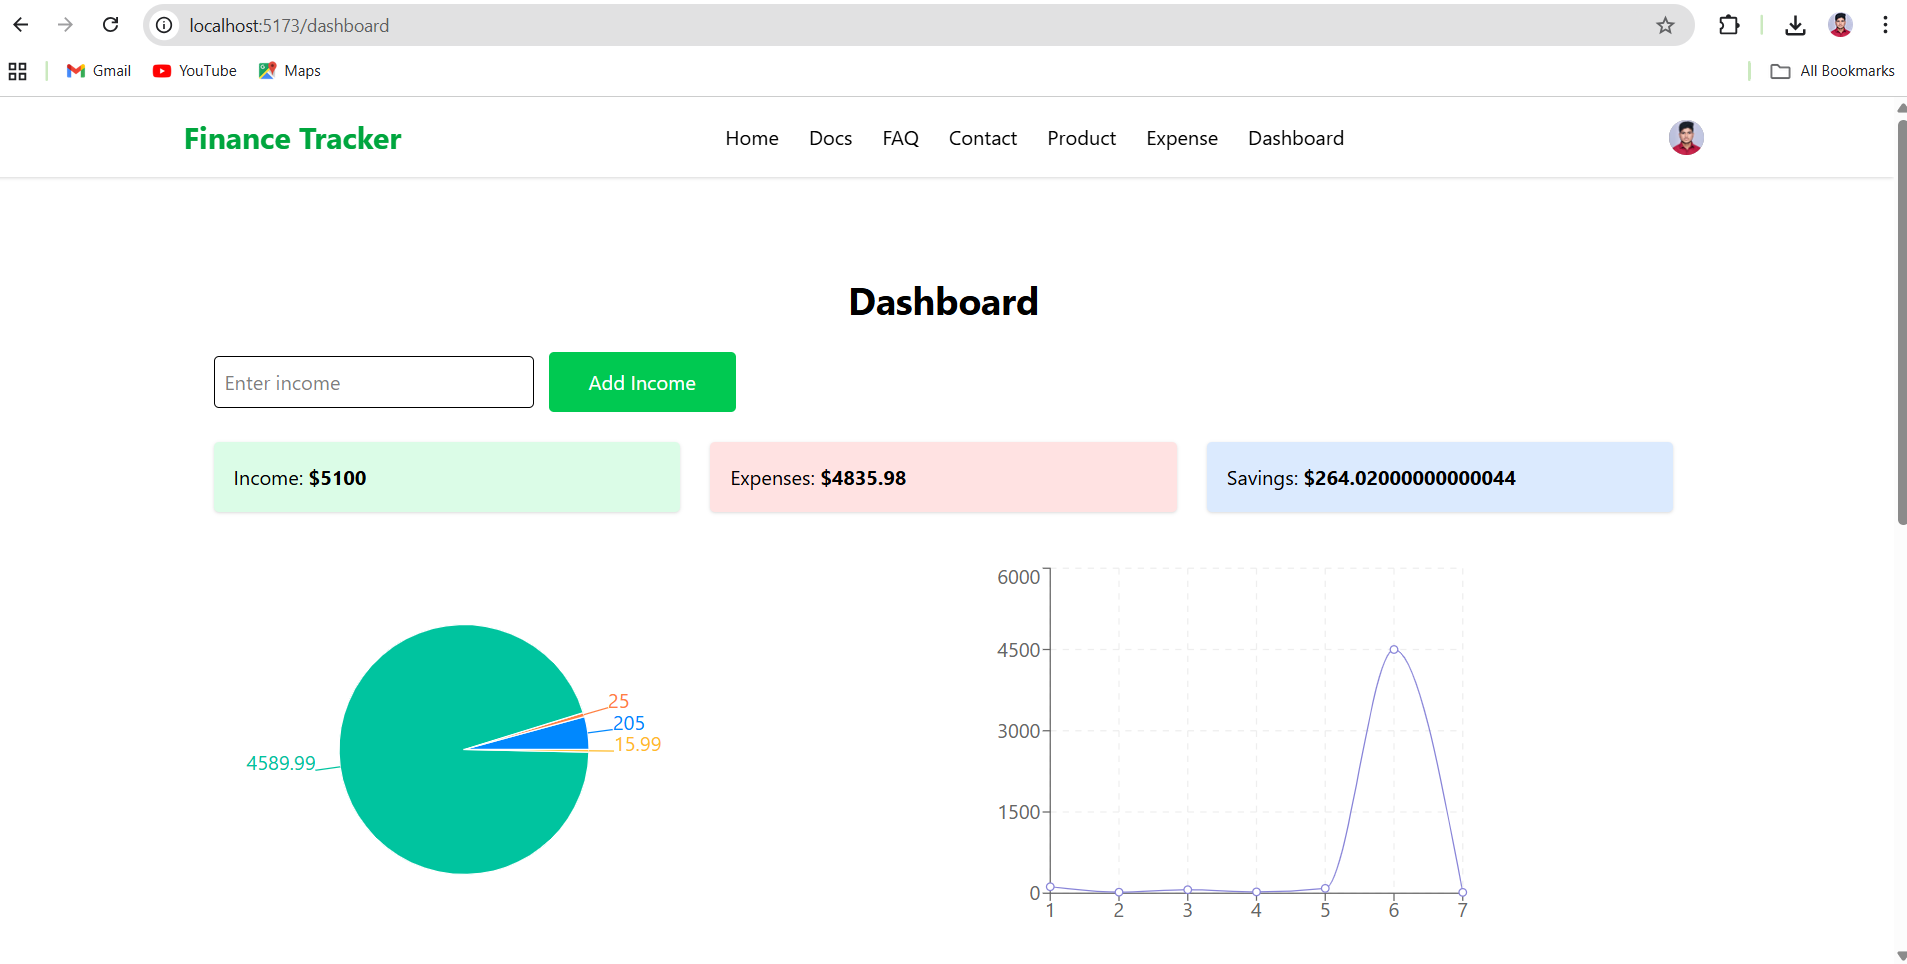 localhost:5173/dashboard
Gmail YouTube Maps All Bookmarks
Finance Tracker Home Docs FAQ Contact Product Expense Dashboard
Dashboard
Enter income Add Income
Income: $5100 Expenses: $4835.98 Savings: $264.02000000000044
25
205
15.99
4589.99
6000
4500
3000
1500
0
1 2 3 4 5 6 7